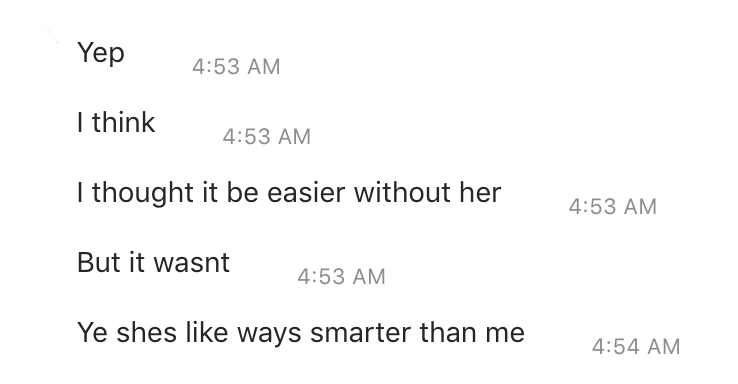 Yep 4:53 AM
I think 4:53 AM
I thought it be easier without her 4:53 AM
But it wasnt 4:53 AM
Ye shes like ways smarter than me 4:54 AM